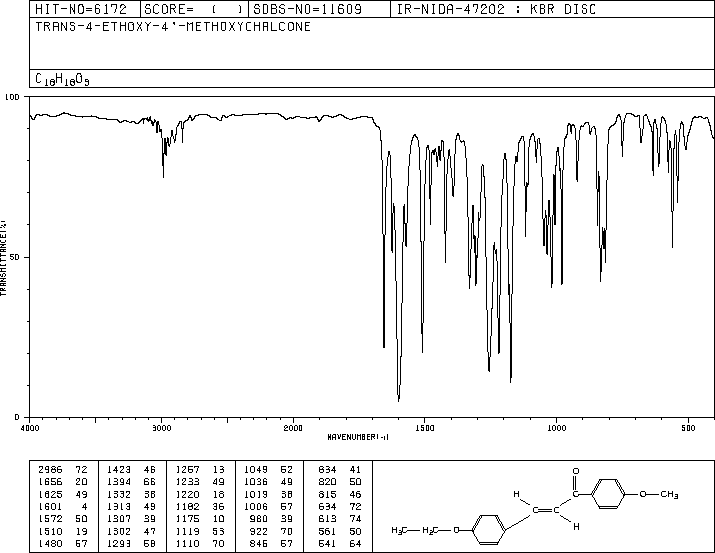 HIT-NO=6172 SCORE= ( ) SDBS-NO=11609 IR-NIDA-47202 : KBR DISC
TRANS-4-ETHOXY-4'-METHOXYCHALCONE
C18H18O3
100
50
0
TRANSMITTANCE(%)
4000 3000 2000 1500 1000 500
WAVENUMBER(-1)
2986 72 1423 46 1257 13 1049 52 834 41
1656 20 1394 66 1233 49 1036 49 820 50
1625 49 1332 38 1220 18 1019 38 815 46
1601 4 1313 49 1182 36 1006 57 634 72
1572 50 1307 39 1175 10 980 39 613 74
1510 19 1302 47 1119 53 922 70 561 50
1480 67 1293 58 1110 70 846 57 541 64
O
H
O CH3
H3C H2C O
H